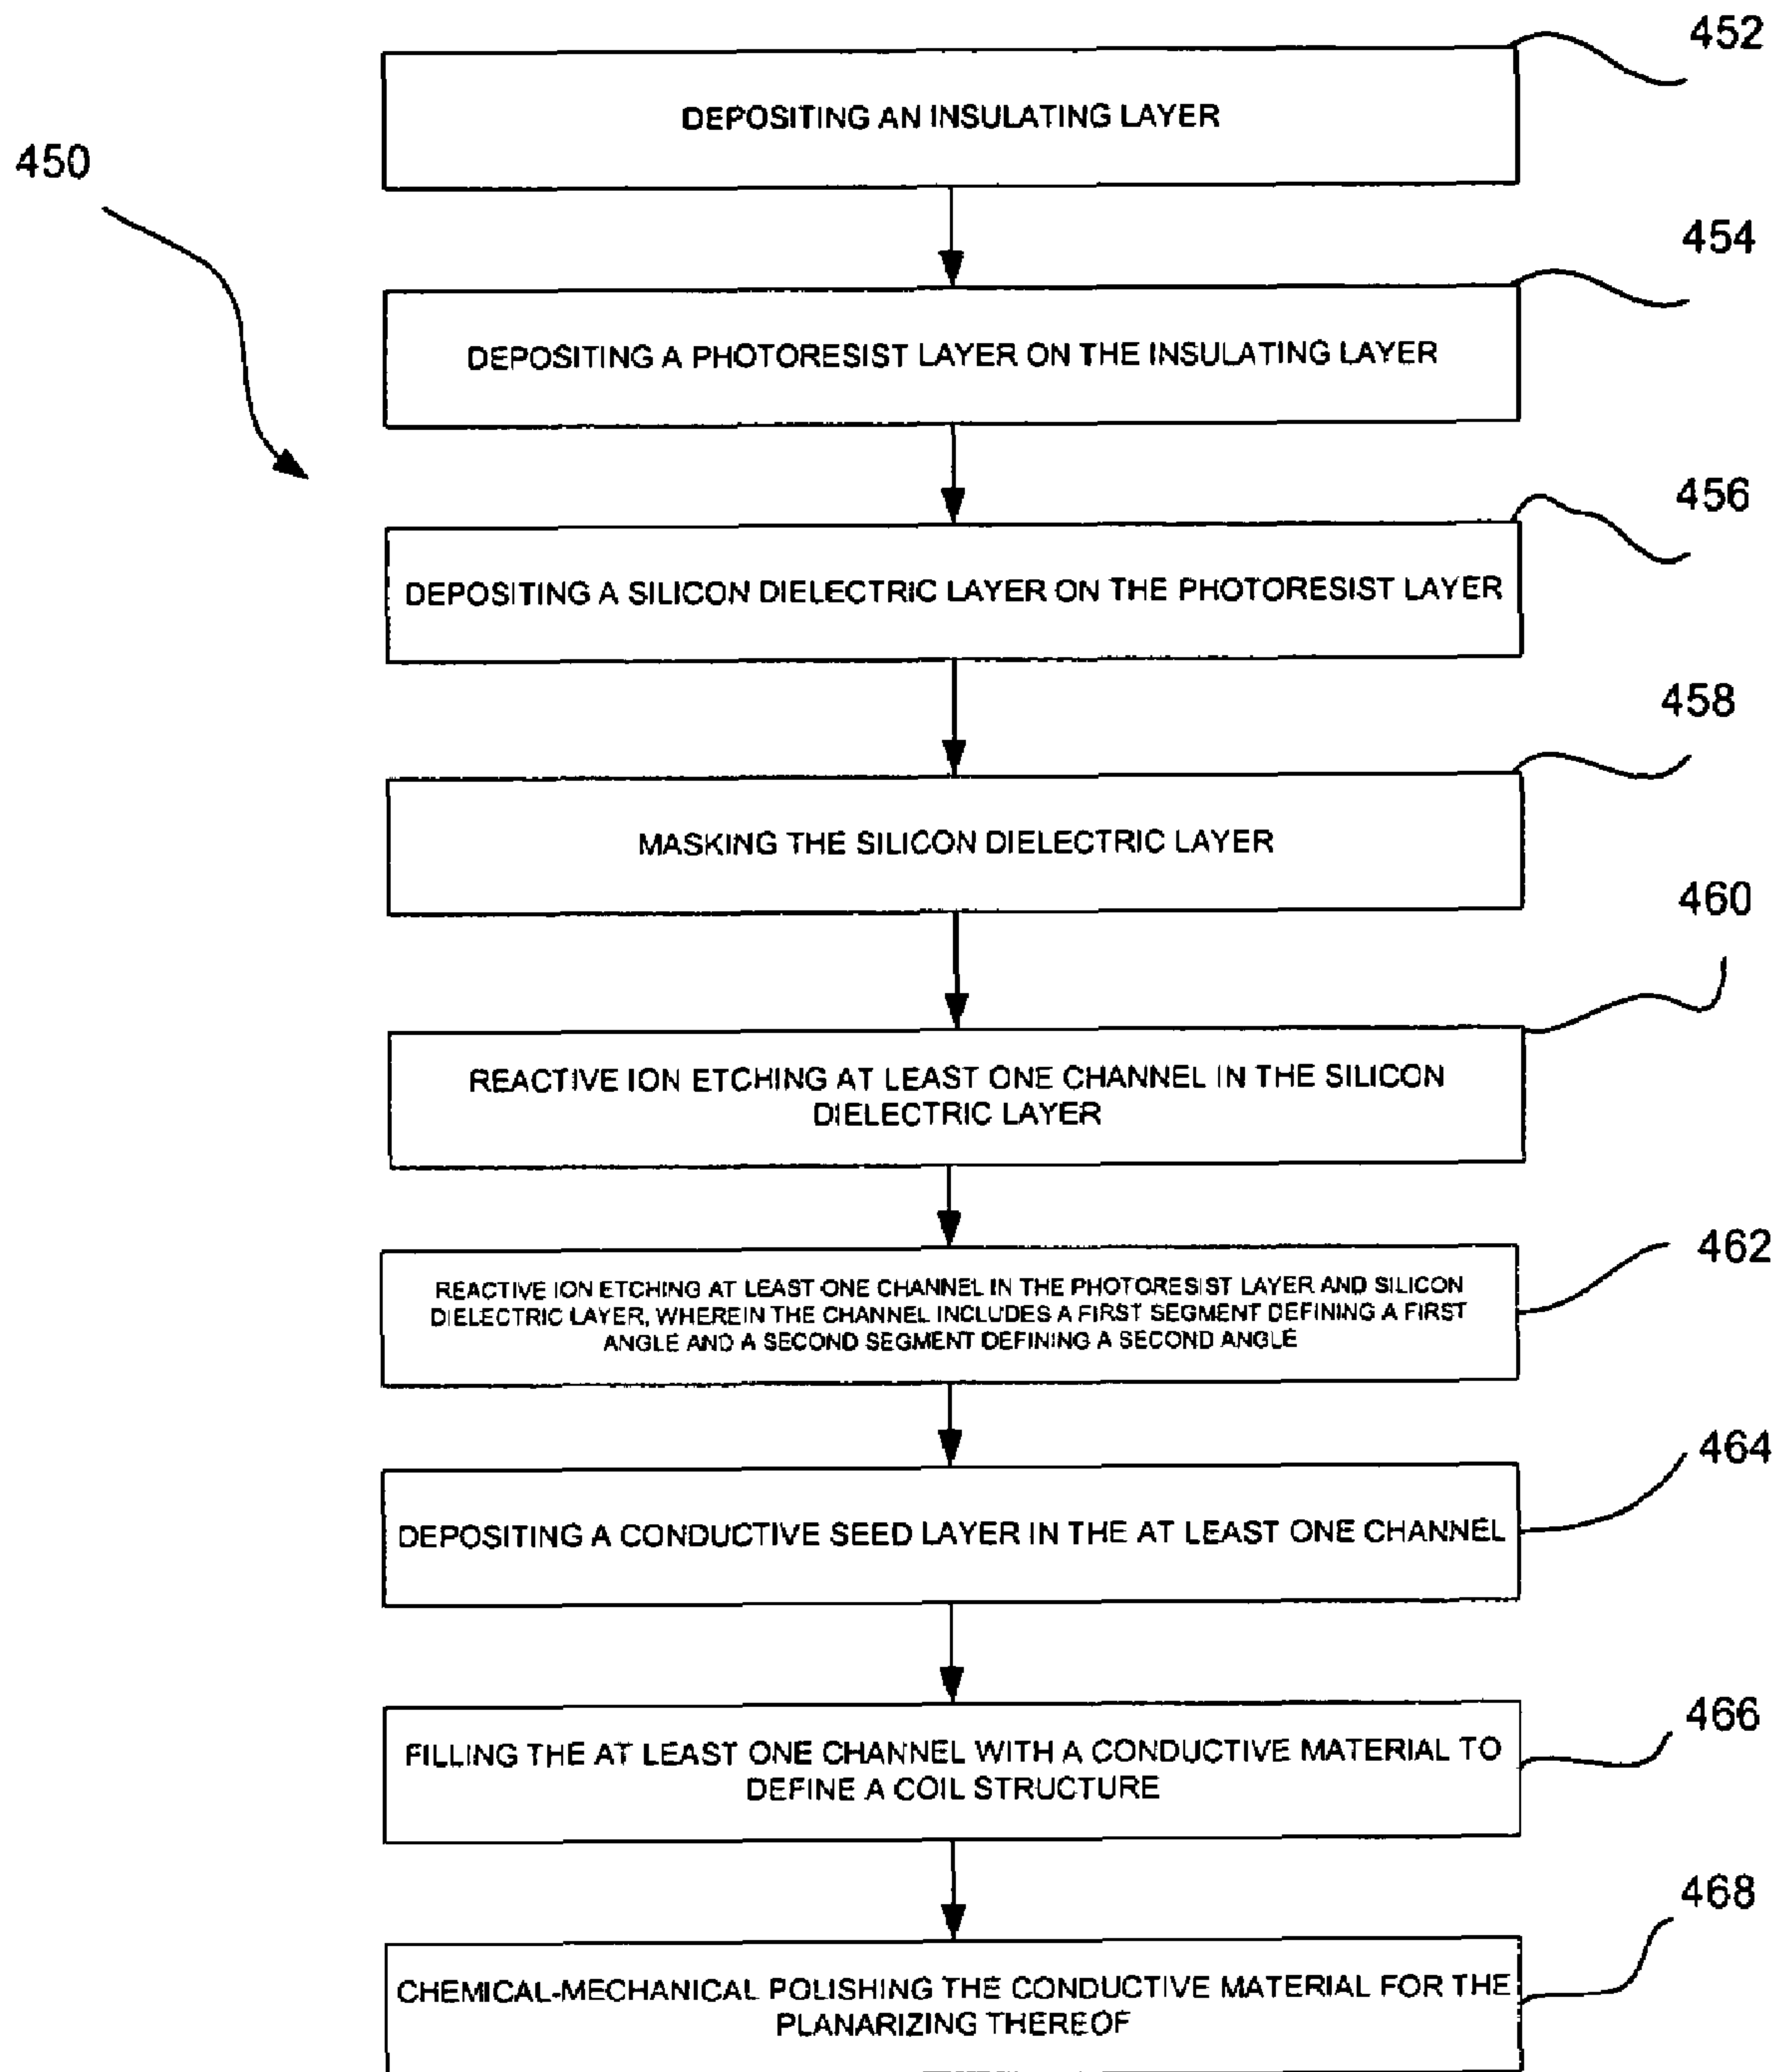 452
DEPOSITING AN INSULATING LAYER
450
454
DEPOSITING A PHOTORESIST LAYER ON THE INSULATING LAYER
456
DEPOSITING A SILICON DIELECTRIC LAYER ON THE PHOTORESIST LAYER
458
MASKING THE SILICON DIELECTRIC LAYER
460
REACTIVE ION ETCHING AT LEAST ONE CHANNEL IN THE SILICON
DIELECTRIC LAYER
462
REACTIVE ION ETCHING AT LEAST ONE CHANNEL IN THE PHOTORESIST LAYER AND SILICON
DIELECTRIC LAYER, WHEREIN THE CHANNEL INCLUDES A FIRST SEGMENT DEFINING A FIRST
ANGLE AND A SECOND SEGMENT DEFINING A SECOND ANGLE
464
DEPOSITING A CONDUCTIVE SEED LAYER IN THE AT LEAST ONE CHANNEL
466
FILLING THE AT LEAST ONE CHANNEL WITH A CONDUCTIVE MATERIAL TO
DEFINE A COIL STRUCTURE
468
CHEMICAL-MECHANICAL POLISHING THE CONDUCTIVE MATERIAL FOR THE
PLANARIZING THEREOF